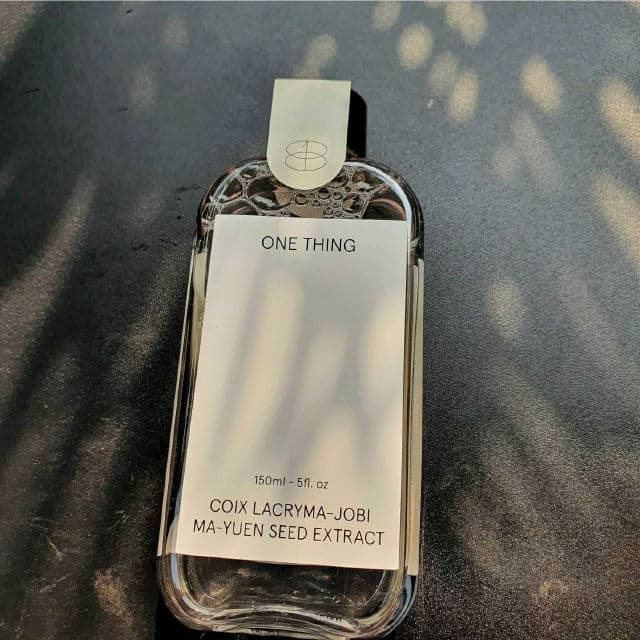 ONE THING
150ml - 5fl. oz
COIX LACRYMA-JOBI
MA-YUEN SEED EXTRACT